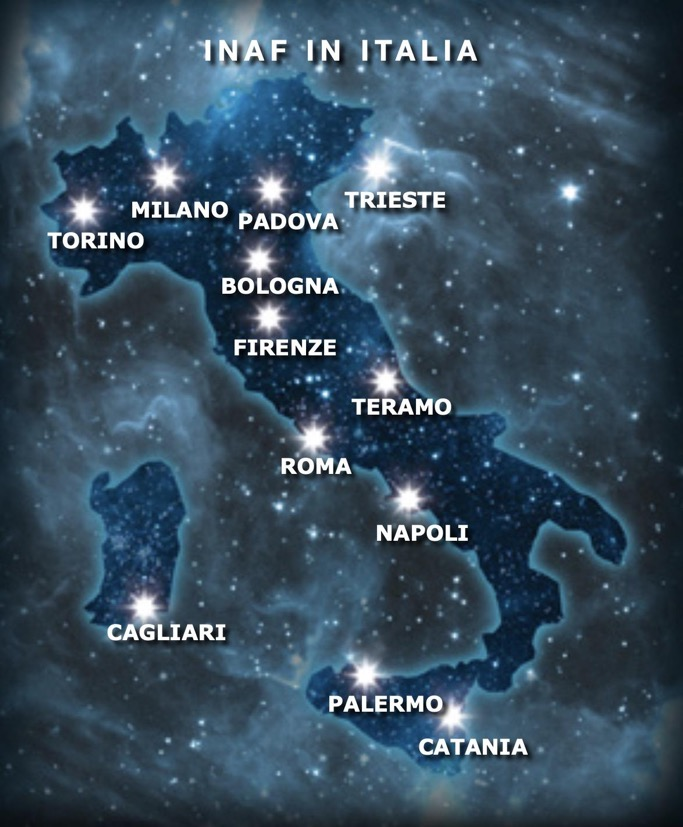 INAF IN ITALIA
TRIESTE
MILANO
PADOVA
TORINO
BOLOGNA
FIRENZE
TERAMO
ROMA
NAPOLI
CAGLIARI
PALERMO
CATANIA